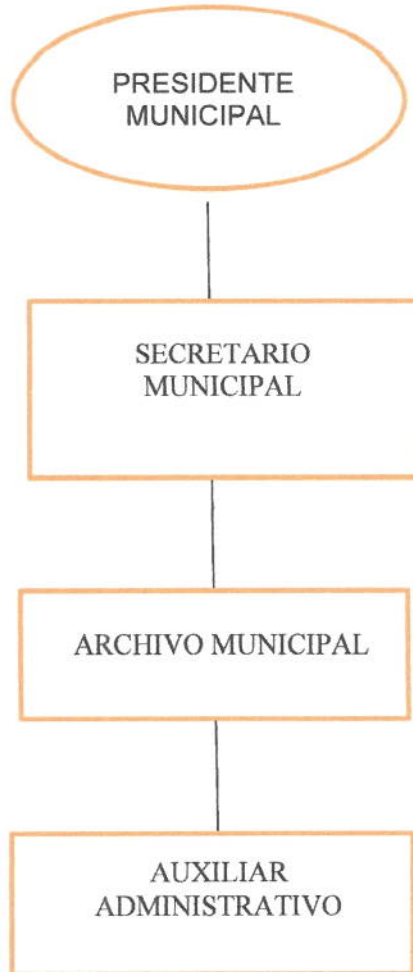 PRESIDENTE
MUNICIPAL
SECRETARIO
MUNICIPAL
ARCHIVO MUNICIPAL
AUXILIAR
ADMINISTRATIVO